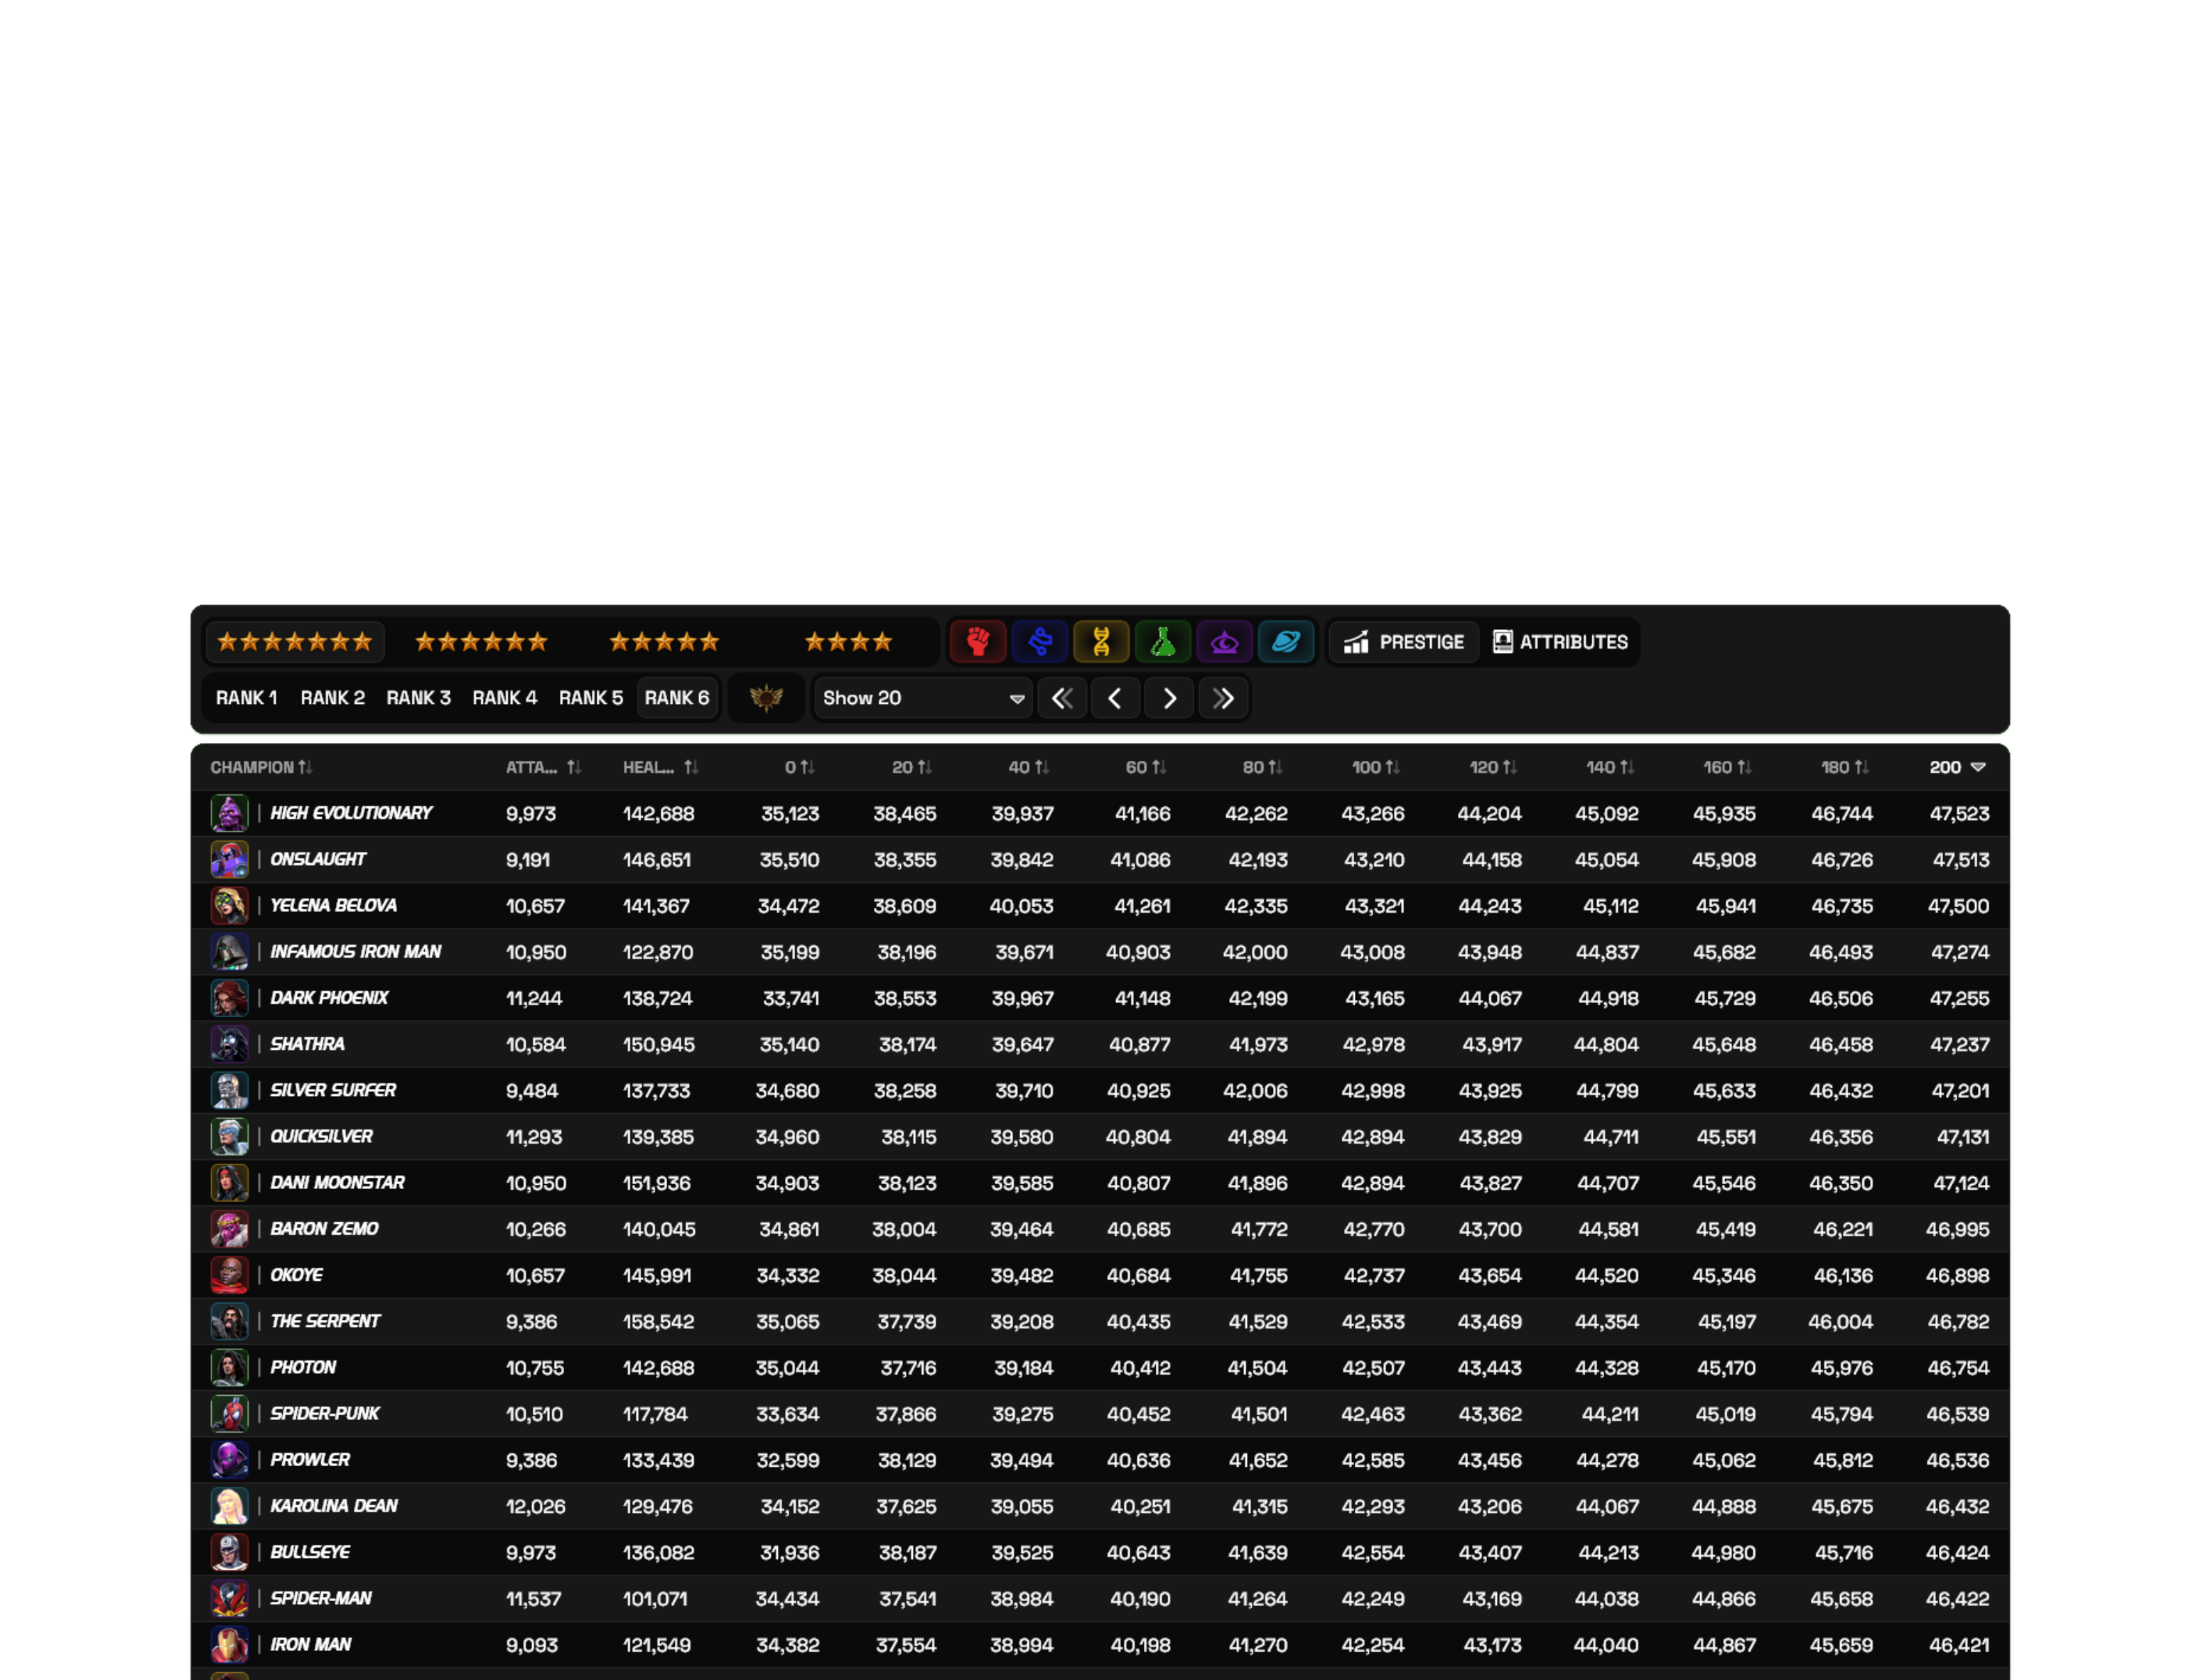 PRESTIGE ATTRIBUTES
RANK 1 RANK 2 RANK 3 RANK 4 RANK 5 RANK 6 Show 20
CHAMPION ATTA... HEAL... 0 20 40 60 80 100 120 140 160 180 200
HIGH EVOLUTIONARY 9,973 142,688 35,123 38,465 39,937 41,166 42,262 43,266 44,204 45,092 45,935 46,744 47,523
ONSLAUGHT 9,191 146,651 35,510 38,355 39,842 41,086 42,193 43,210 44,158 45,054 45,908 46,726 47,513
YELENA BELOVA 10,657 141,367 34,472 38,609 40,053 41,261 42,335 43,321 44,243 45,112 45,941 46,735 47,500
INFAMOUS IRON MAN 10,950 122,870 35,199 38,196 39,671 40,903 42,000 43,008 43,948 44,837 45,682 46,493 47,274
DARK PHOENIX 11,244 138,724 33,741 38,553 39,967 41,148 42,199 43,165 44,067 44,918 45,729 46,506 47,255
SHATHRA 10,584 150,945 35,140 38,174 39,647 40,877 41,973 42,978 43,917 44,804 45,648 46,458 47,237
SILVER SURFER 9,484 137,733 34,680 38,258 39,710 40,925 42,006 42,998 43,925 44,799 45,633 46,432 47,201
QUICKSILVER 11,293 139,385 34,960 38,115 39,580 40,804 41,894 42,894 43,829 44,711 45,551 46,356 47,131
DANI MOONSTAR 10,950 151,936 34,903 38,123 39,585 40,807 41,896 42,894 43,827 44,707 45,546 46,350 47,124
BARON ZEMO 10,266 140,045 34,861 38,004 39,464 40,685 41,772 42,770 43,700 44,581 45,419 46,221 46,995
OKOYE 10,657 145,991 34,332 38,044 39,482 40,684 41,755 42,737 43,654 44,520 45,346 46,136 46,898
THE SERPENT 9,386 158,542 35,065 37,739 39,208 40,435 41,529 42,533 43,469 44,354 45,197 46,004 46,782
PHOTON 10,755 142,688 35,044 37,716 39,184 40,412 41,504 42,507 43,443 44,328 45,170 45,976 46,754
SPIDER-PUNK 10,510 117,784 33,634 37,866 39,275 40,452 41,501 42,463 43,362 44,211 45,019 45,794 46,539
PROWLER 9,386 133,439 32,599 38,129 39,494 40,636 41,652 42,585 43,456 44,278 45,062 45,812 46,536
KAROLINA DEAN 12,026 129,476 34,152 37,625 39,055 40,251 41,315 42,293 43,206 44,067 44,888 45,675 46,432
BULLSEYE 9,973 136,082 31,936 38,187 39,525 40,643 41,639 42,554 43,407 44,213 44,980 45,716 46,424
SPIDER-MAN 11,537 101,071 34,434 37,541 38,984 40,190 41,264 42,249 43,169 44,038 44,866 45,658 46,422
IRON MAN 9,093 121,549 34,382 37,554 38,994 40,198 41,270 42,254 43,173 44,040 44,867 45,659 46,421